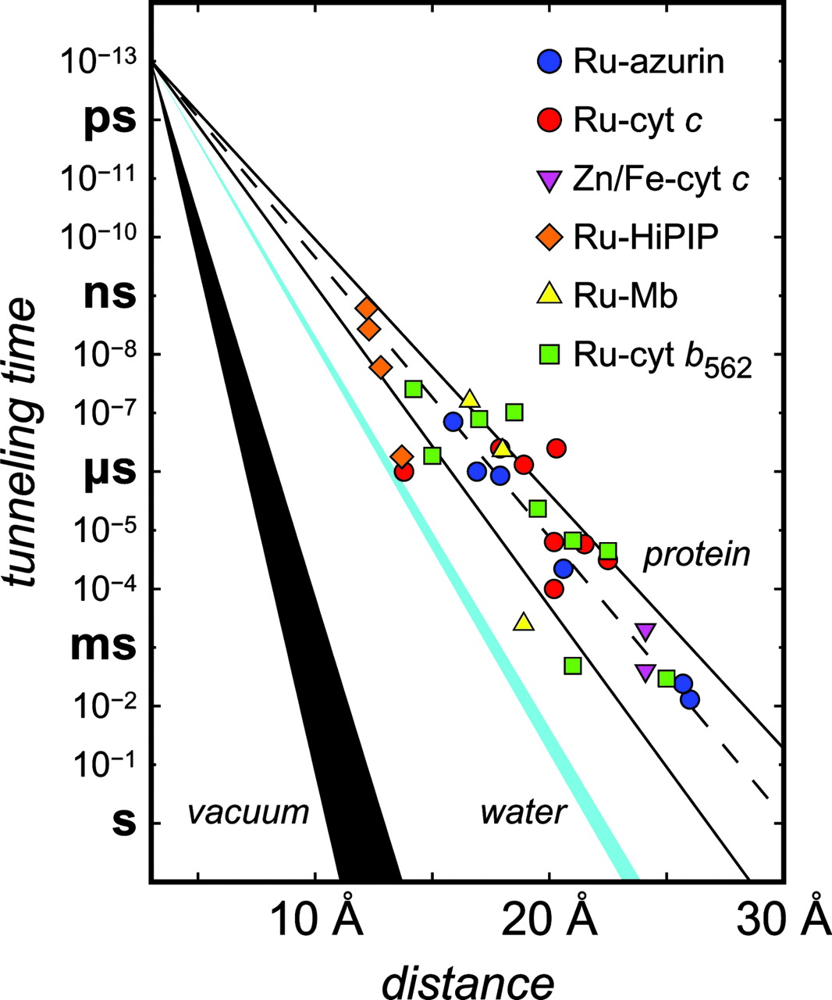 10⁻¹³
ps
10⁻¹¹
10⁻¹⁰
ns
10⁻⁸
10⁻⁷
µs
10⁻⁵
10⁻⁴
ms
10⁻²
10⁻¹
s
tunneling time
Ru-azurin
Ru-cyt c
Zn/Fe-cyt c
Ru-HiPIP
Ru-Mb
Ru-cyt b₅₆₂
protein
vacuum
water
10 Å
20 Å
30 Å
distance